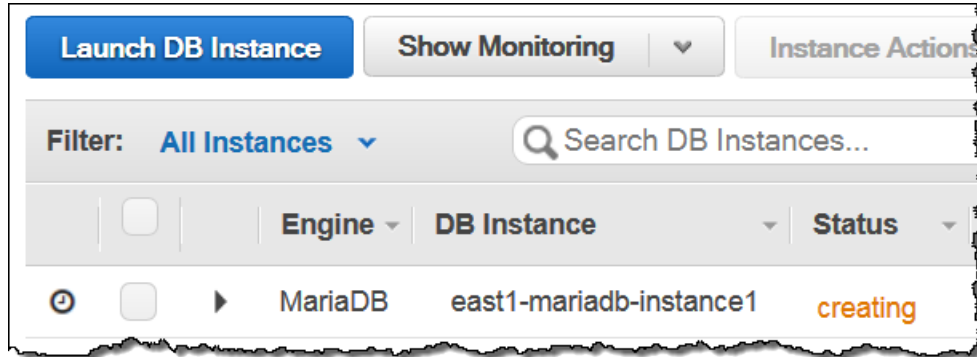 Launch DB Instance Show Monitoring Instance Actions
Filter: All Instances Search DB Instances...
Engine DB Instance Status
MariaDB east1-mariadb-instance1 creating